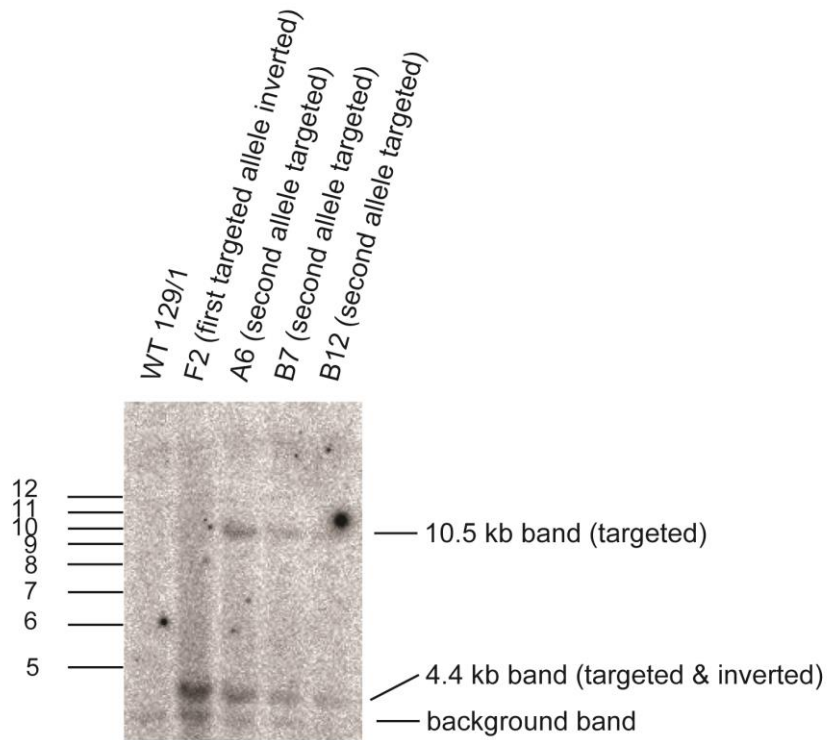 WT 129/1
F2 (first targeted allele inverted)
A6 (second allele targeted)
B7 (second allele targeted)
B12 (second allele targeted)
12
11
10
9
8
7
6
5
10.5 kb band (targeted)
4.4 kb band (targeted & inverted)
background band